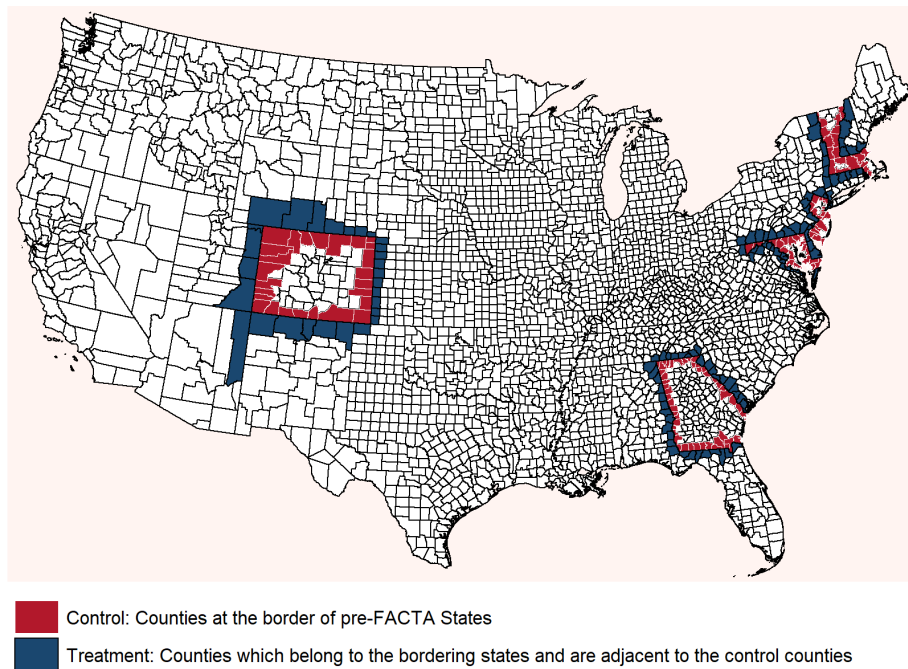 Control: Counties at the border of pre-FACTA States
Treatment: Counties which belong to the bordering states and are adjacent to the control counties